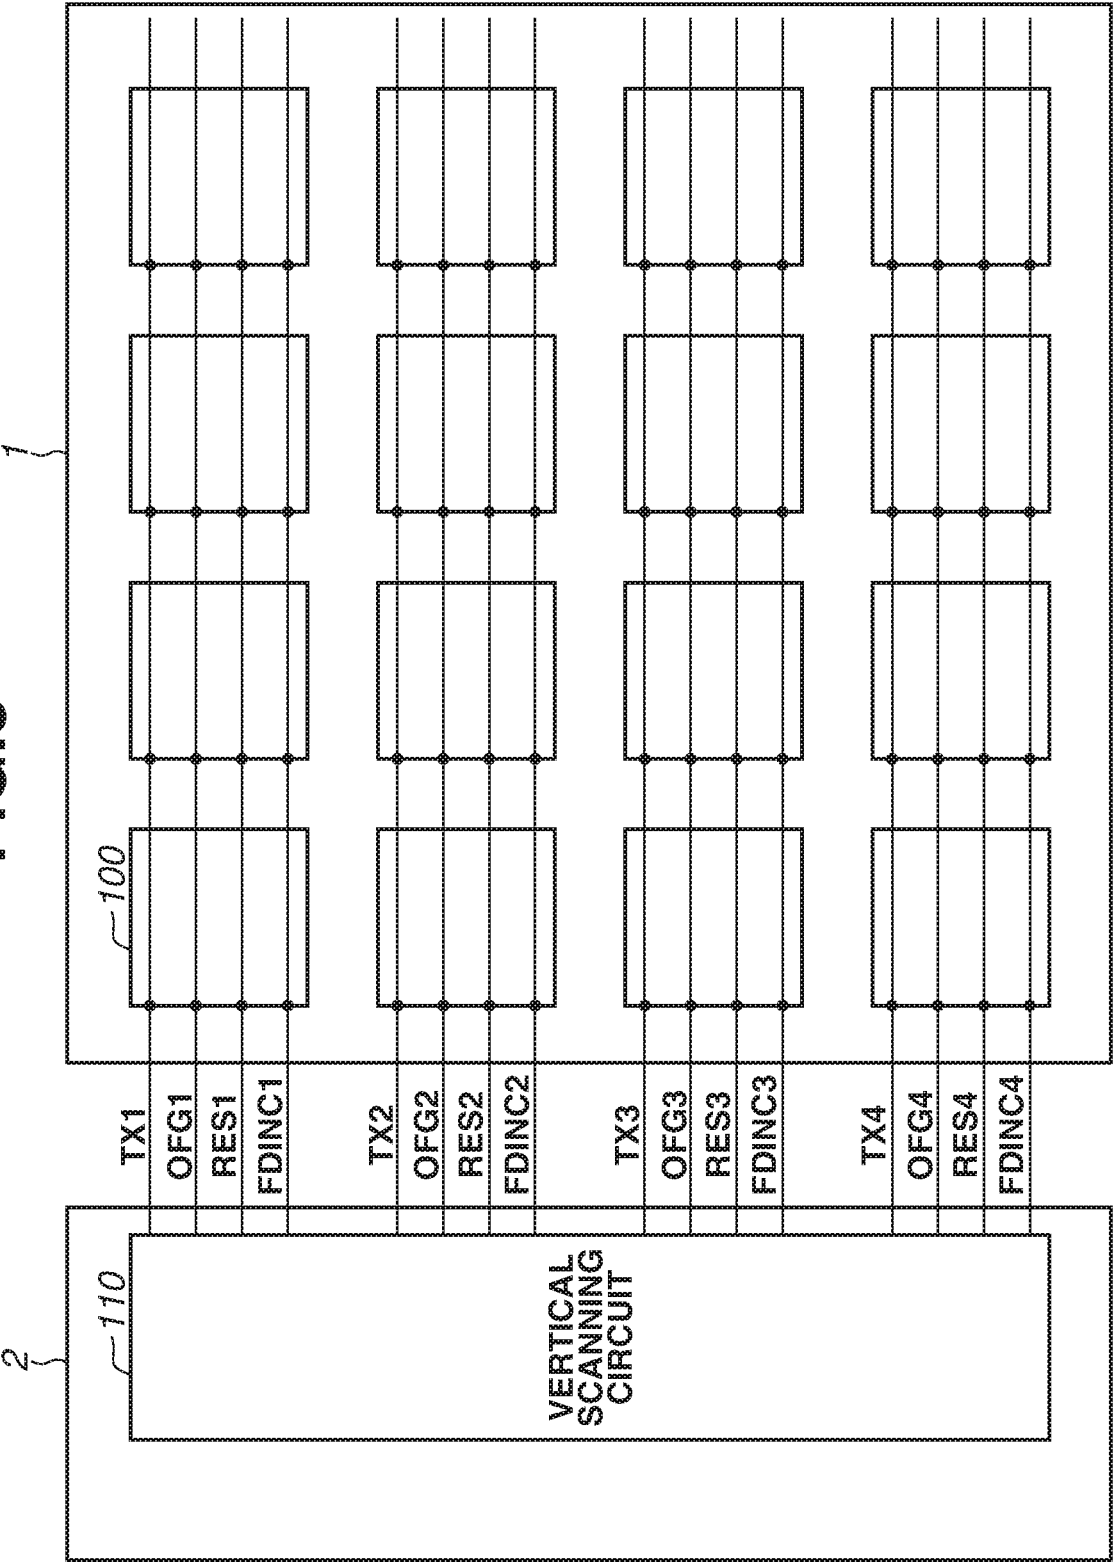 2
1
110
100
TX1
OFG1
RES1
FDINC1
TX2
OFG2
RES2
FDINC2
VERTICAL
SCANNING
CIRCUIT
TX3
OFG3
RES3
FDINC3
TX4
OFG4
RES4
FDINC4